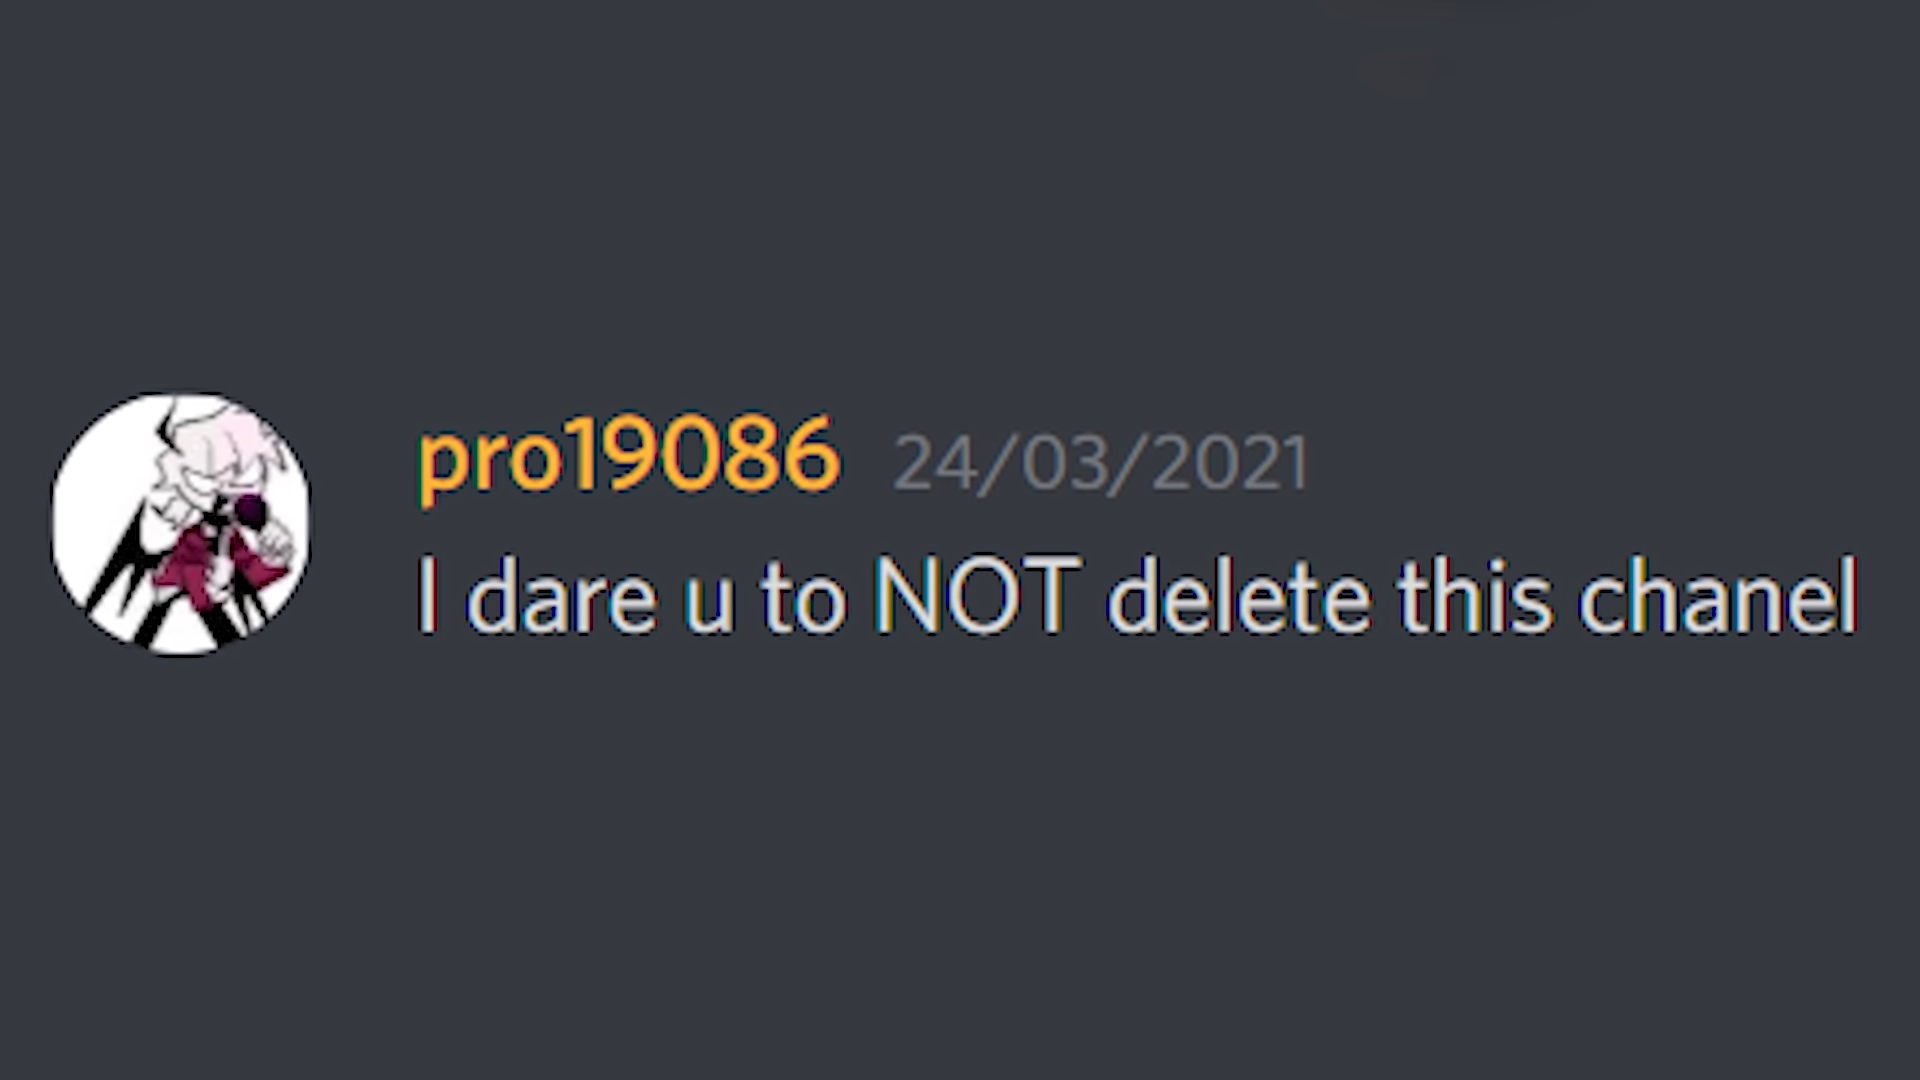 pro19086 24/03/2021
I dare u to NOT delete this chanel